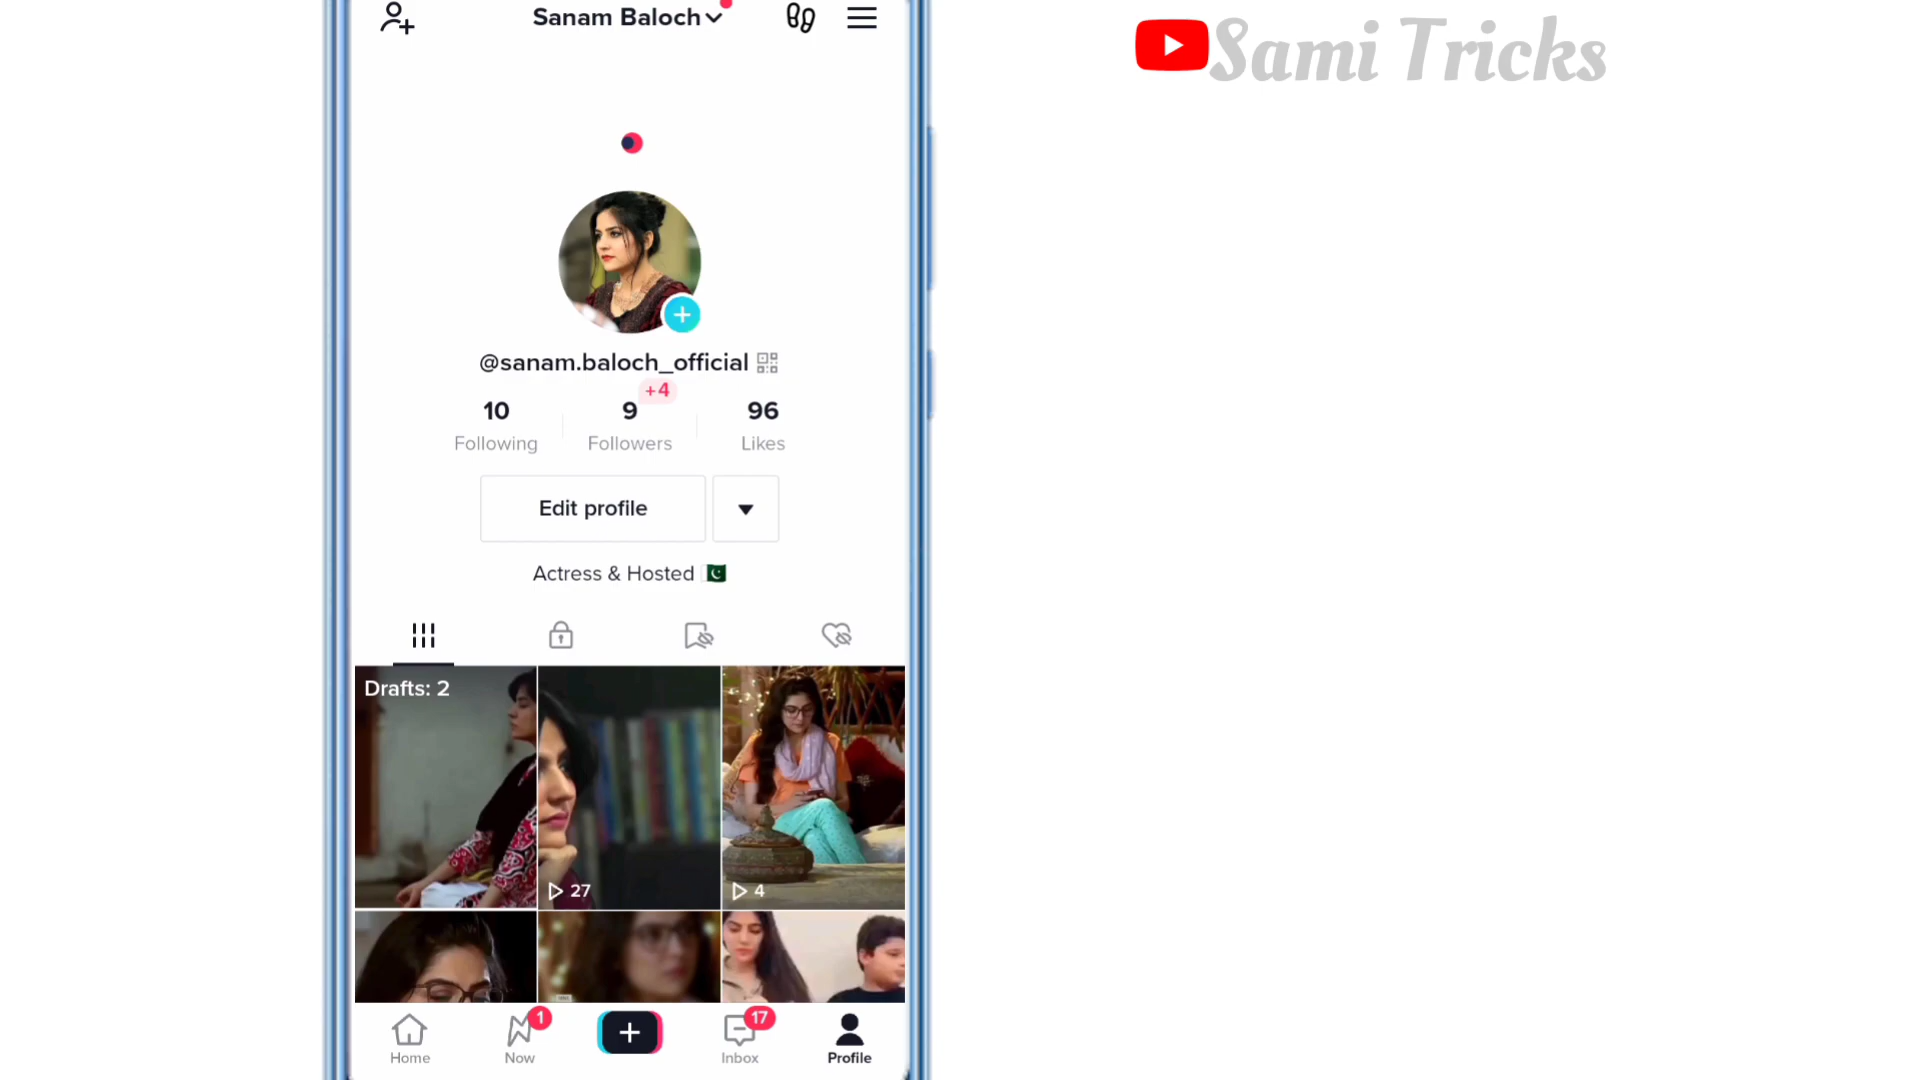 Sanam Baloch
Sami Tricks
@sanam.baloch_official
+4
10 9 96
Following Followers Likes
Edit profile
Actress & Hosted
Drafts: 2
27 4
1 17
Home Now Inbox Profile